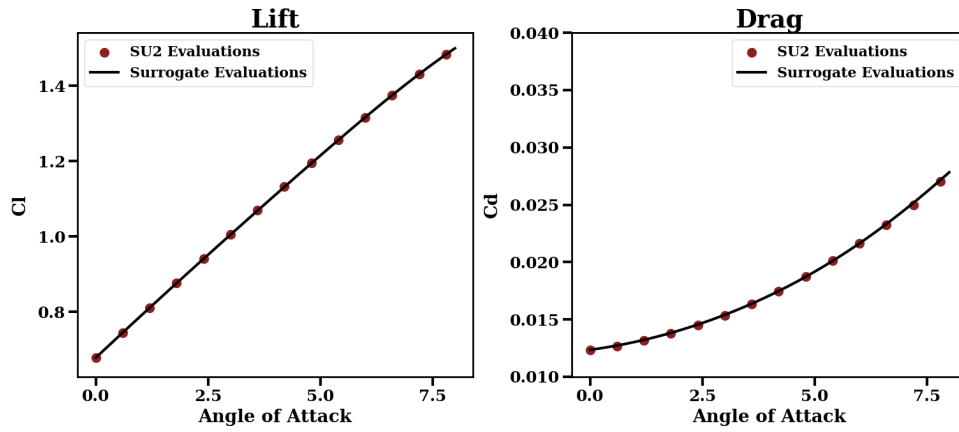 Lift
SU2 Evaluations
Surrogate Evaluations
1.4
1.2
1.0
0.8
Cl
0.0
2.5
5.0
7.5
Angle of Attack
Drag
SU2 Evaluations
Surrogate Evaluations
0.040
0.035
0.030
0.025
0.020
0.015
0.010
Cd
0.0
2.5
5.0
7.5
Angle of Attack